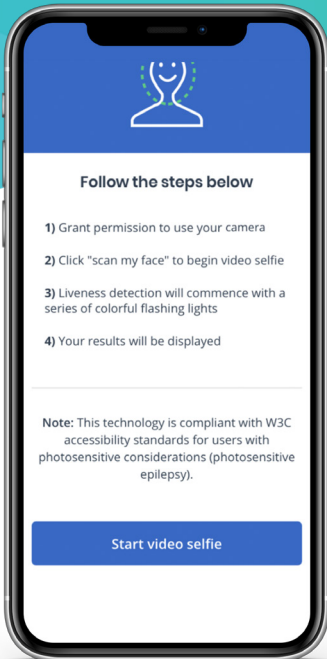 Follow the steps below
1) Grant permission to use your camera
2) Click "scan my face" to begin video selfie
3) Liveness detection will commence with a
series of colorful flashing lights
4) Your results will be displayed
Note: This technology is compliant with W3C
accessibility standards for users with
photosensitive considerations (photosensitive
epilepsy).
Start video selfie